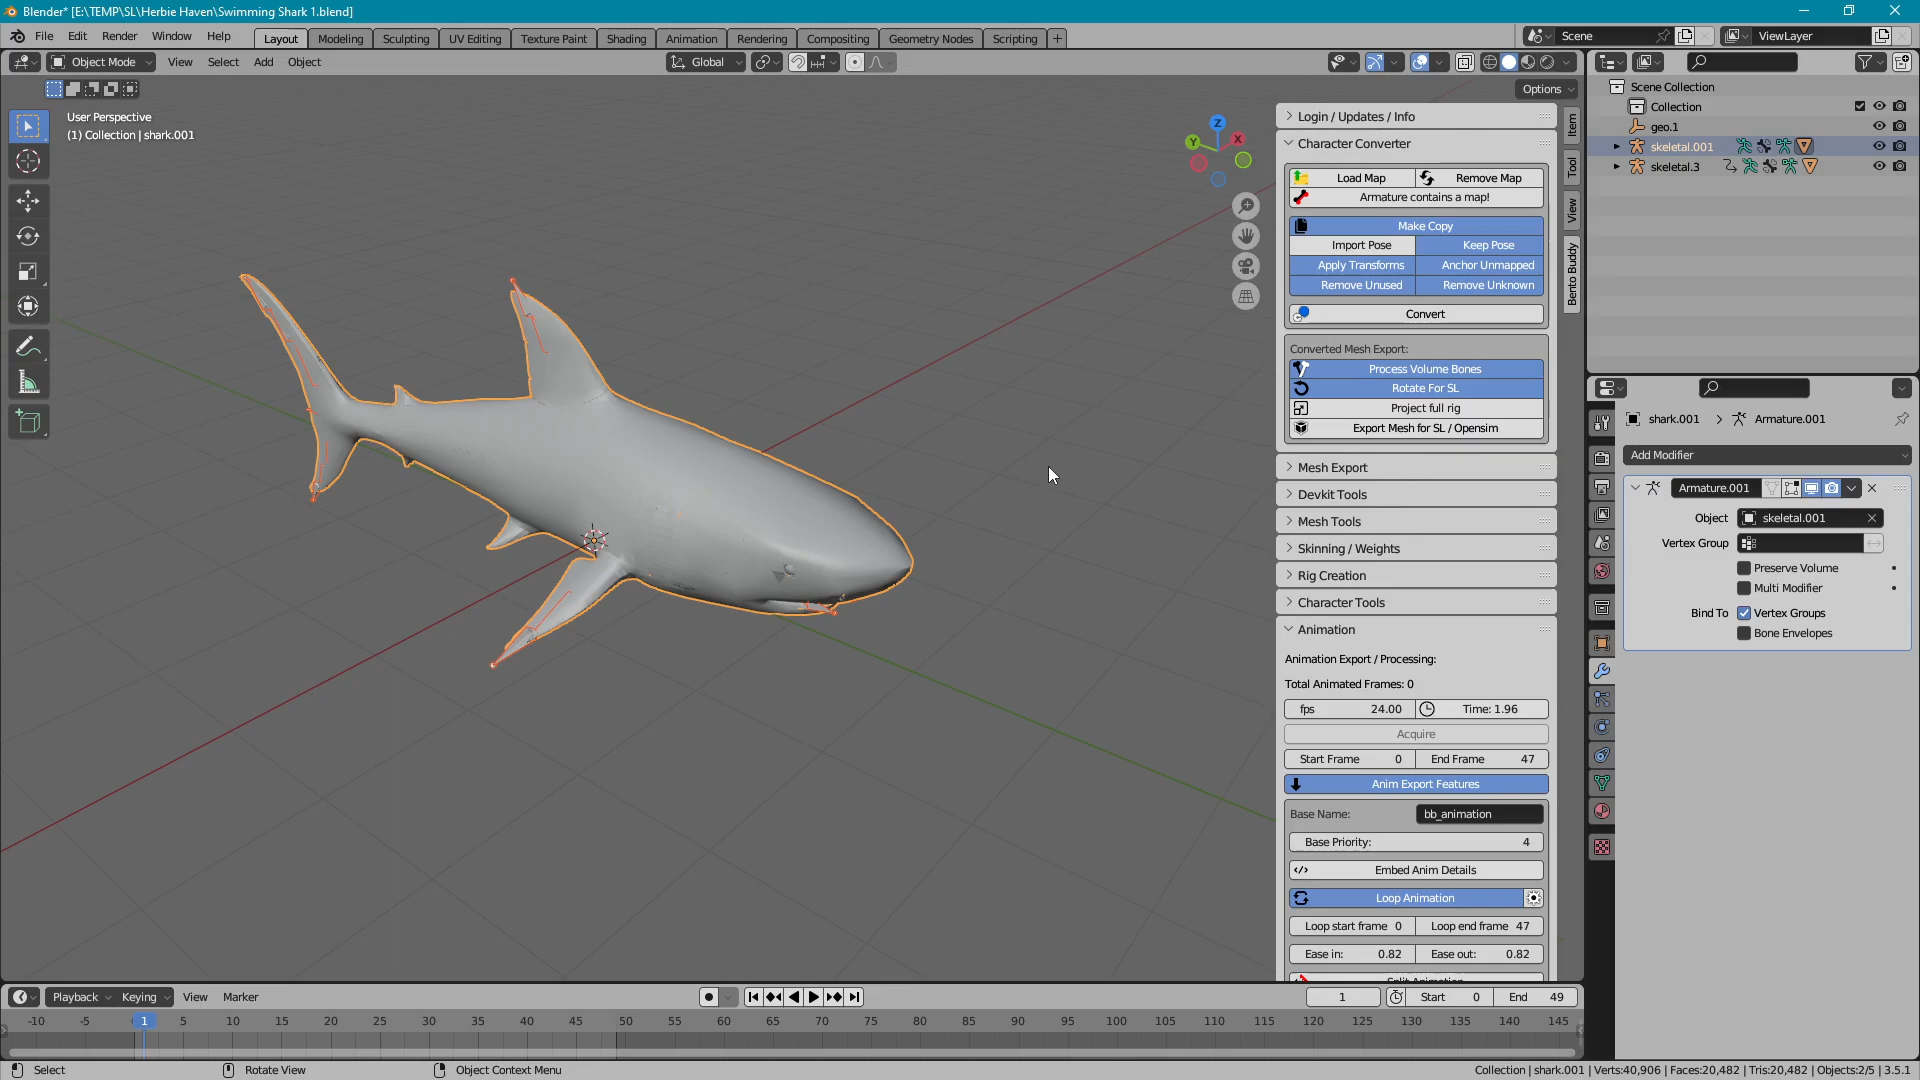 Blender* [E:\TEMP\SL\Herbie Haven\Swimming Shark 1.blend]
File Edit Render Window Help Layout Modeling Sculpting UV Editing Texture Paint Shading Animation Rendering Compositing Geometry Nodes Scripting + Scene ViewLayer
Object Mode View Select Add Object Global
Options
User Perspective
(1) Collection | shark.001
Z
Y
X
Login / Updates / Info
Character Converter
Load Map Remove Map
Armature contains a map!
Make Copy
Import Pose Keep Pose
Apply Transforms Anchor Unmapped
Remove Unused Remove Unknown
Convert
Converted Mesh Export:
Process Volume Bones
Rotate For SL
Project full rig
Export Mesh for SL / Opensim
Mesh Export
Devkit Tools
Mesh Tools
Skinning / Weights
Rig Creation
Character Tools
Animation
Animation Export / Processing:
Total Animated Frames: 0
fps 24.00 Time: 1.96
Acquire
Start Frame 0 End Frame 47
Anim Export Features
Base Name: bb_animation
Base Priority: 4
Embed Anim Details
Loop Animation
Loop start frame 0 Loop end frame 47
Ease in: 0.82 Ease out: 0.82
Item
Tool
View
Bento Buddy
Scene Collection
Collection
geo.1
skeletal.001
skeletal.3
shark.001 > Armature.001
Add Modifier
Armature.001
Object skeletal.001
Vertex Group
Preserve Volume
Multi Modifier
Bind To Vertex Groups
Bone Envelopes
Playback Keying View Marker 1 Start 0 End 49
-10 -5 1 5 10 15 20 25 30 35 40 45 50 55 60 65 70 75 80 85 90 95 100 105 110 115 120 125 130 135 140 145
Select Rotate View Object Context Menu Collection | shark.001 | Verts:40,906 | Faces:20,482 | Tris:20,482 | Objects:2/5 | 3.5.1